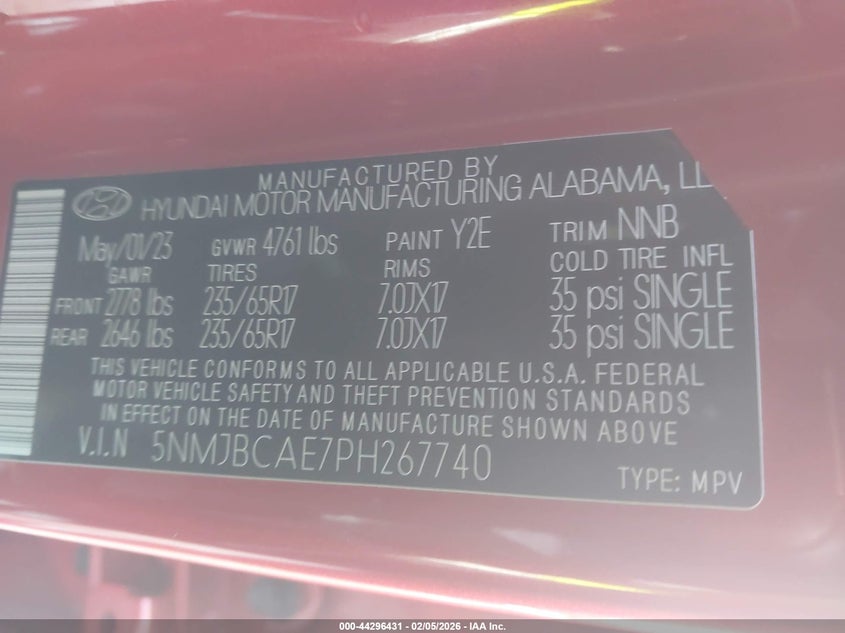 MANUFACTURED BY
HYUNDAI MOTOR MANUFACTURING ALABAMA, LL
May/01/23 GVWR 4761 lbs PAINT Y2E TRIM NNB
GAWR TIRES RIMS COLD TIRE INFL
FRONT 2778 lbs 235/65R17 7.0JX17 35 psi SINGLE
REAR 2646 lbs 235/65R17 7.0JX17 35 psi SINGLE
THIS VEHICLE CONFORMS TO ALL APPLICABLE U.S.A. FEDERAL
MOTOR VEHICLE SAFETY AND THEFT PREVENTION STANDARDS
IN EFFECT ON THE DATE OF MANUFACTURE SHOWN ABOVE
V.I.N 5NMJBCAE7PH267740
TYPE: MPV
000-44296431 - 02/05/2026 - IAA Inc.